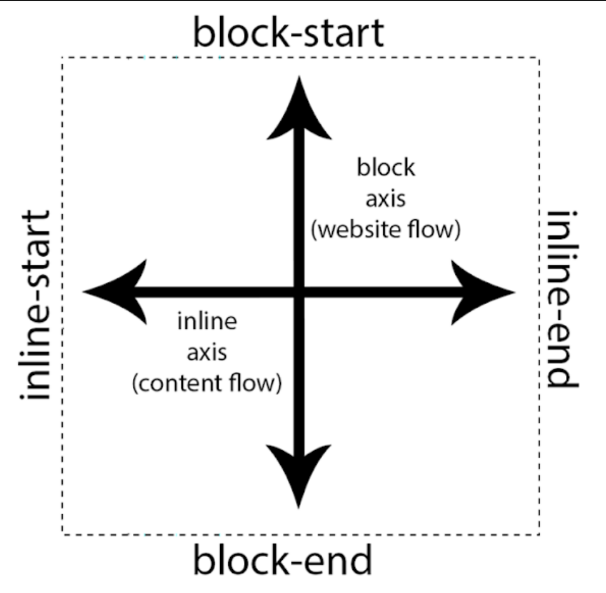 block-start
block
axis
(website flow)
inline-start
inline-end
inline
axis
(content flow)
block-end